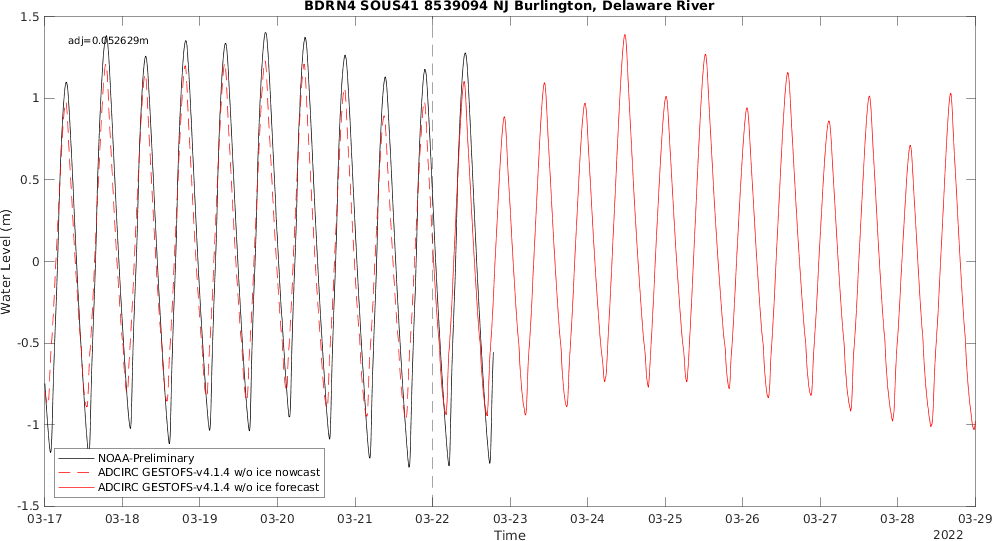 BDRN4 SOUS41 8539094 NJ Burlington, Delaware River
1.5
adj=0.052629m
1
0.5
0
-0.5
-1
-1.5
Water Level (m)
NOAA-Preliminary
ADCIRC GESTOFS-v4.1.4 w/o ice nowcast
ADCIRC GESTOFS-v4.1.4 w/o ice forecast
03-17 03-18 03-19 03-20 03-21 03-22 03-23 03-24 03-25 03-26 03-27 03-28 03-29
Time
2022